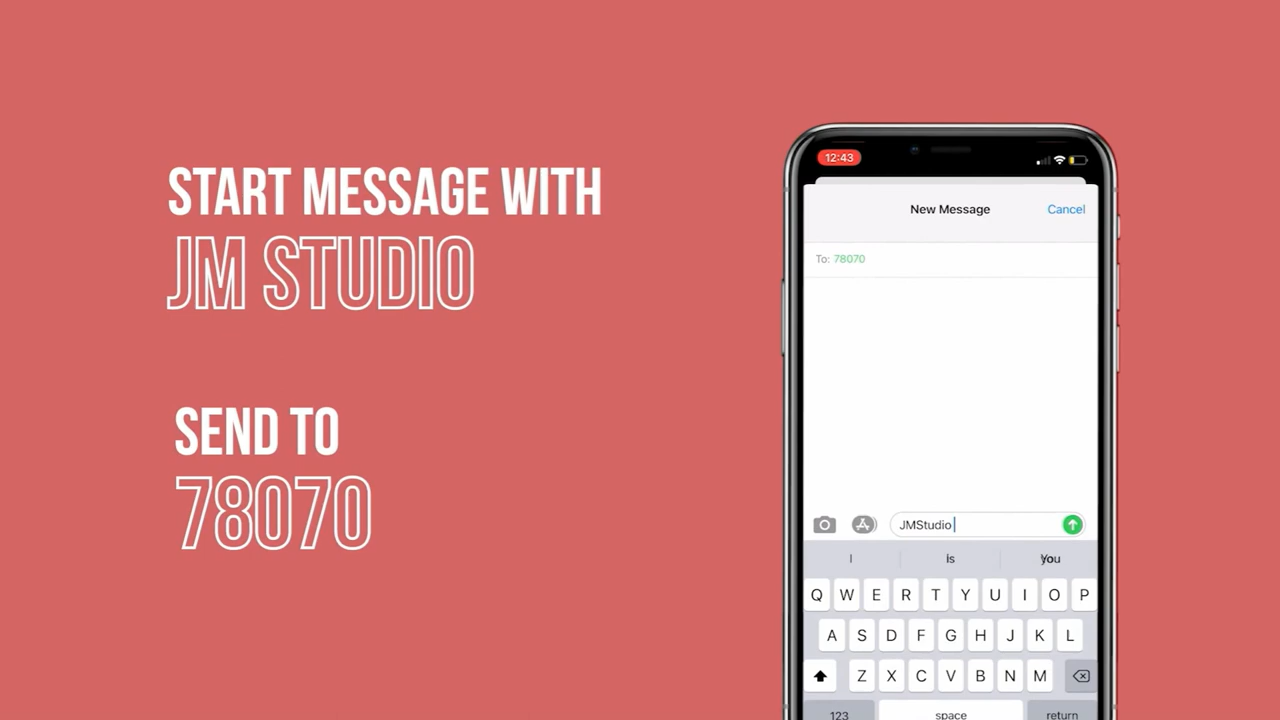 START MESSAGE WITH
JM STUDIO
SEND TO
78070
12:43
New Message
Cancel
To: 78070
JMStudio
I is You
Q W E R T Y U I O P
A S D F G H J K L
Z X C V B N M
123 space return